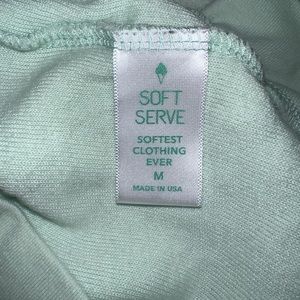 SOFT
SERVE
SOFTEST
CLOTHING
EVER
M
MADE IN USA